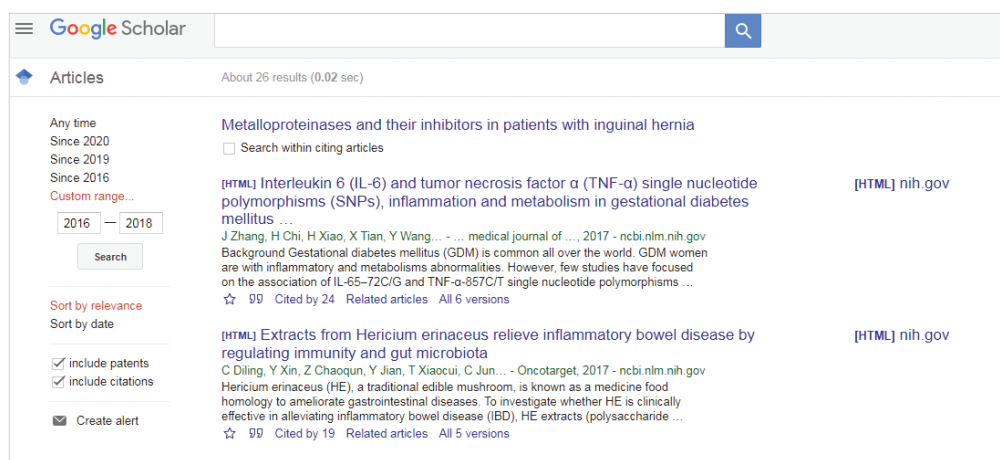 Google Scholar
Articles
About 26 results (0.02 sec)
Any time
Since 2020
Since 2019
Since 2016
Custom range...
2016 — 2018
Search
Sort by relevance
Sort by date
include patents
include citations
Create alert
Metalloproteinases and their inhibitors in patients with inguinal hernia
Search within citing articles
[HTML] Interleukin 6 (IL-6) and tumor necrosis factor α (TNF-α) single nucleotide
polymorphisms (SNPs), inflammation and metabolism in gestational diabetes
mellitus …
J Zhang, H Chi, H Xiao, X Tian, Y Wang... - ... medical journal of …, 2017 - ncbi.nlm.nih.gov
Background Gestational diabetes mellitus (GDM) is common all over the world. GDM women
are with inflammatory and metabolisms abnormalities. However, few studies have focused
on the association of IL-65–72C/G and TNF-α-857C/T single nucleotide polymorphisms …
Cited by 24 Related articles All 6 versions
[HTML] nih.gov
[HTML] Extracts from Hericium erinaceus relieve inflammatory bowel disease by
regulating immunity and gut microbiota
C Diling, Y Xin, Z Chaoqun, Y Jian, T Xiaocui, C Jun... - Oncotarget, 2017 - ncbi.nlm.nih.gov
Hericium erinaceus (HE), a traditional edible mushroom, is known as a medicine food
homology to ameliorate gastrointestinal diseases. To investigate whether HE is clinically
effective in alleviating inflammatory bowel disease (IBD), HE extracts (polysaccharide …
Cited by 19 Related articles All 5 versions
[HTML] nih.gov